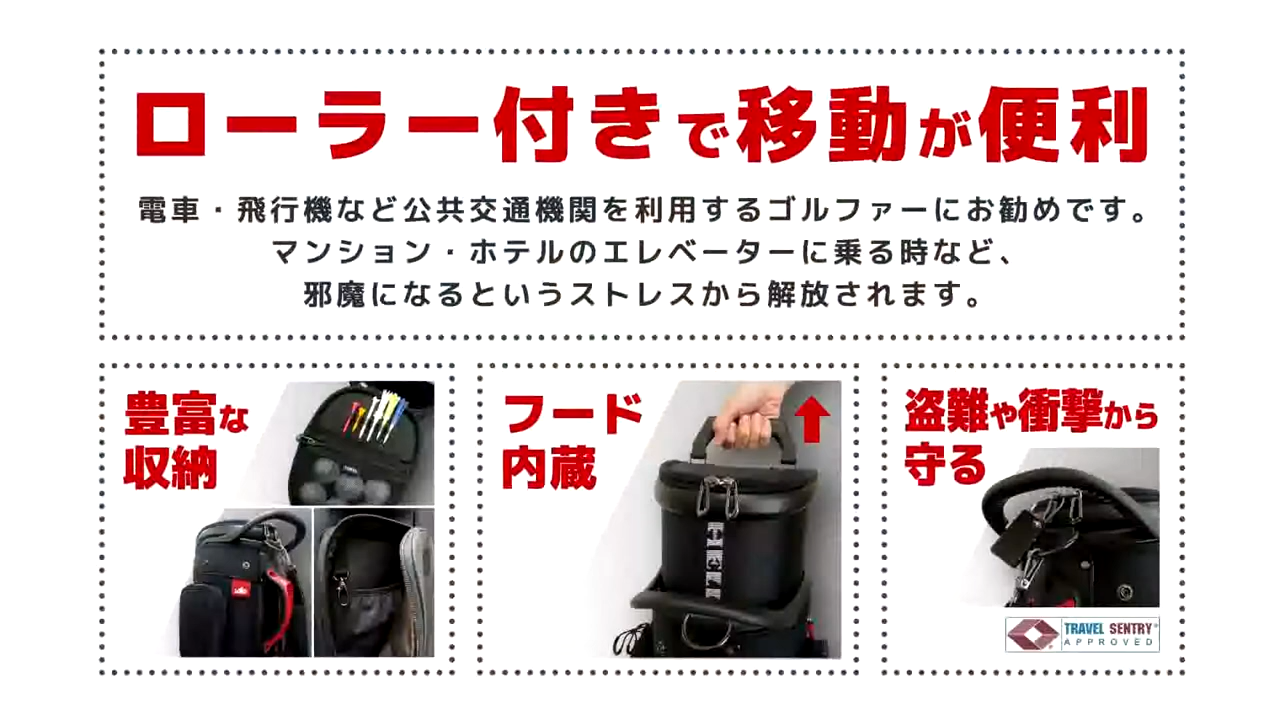 ローラー付きで移動が便利
電車・飛行機など公共交通機関を利用するゴルファーにお勧めです。
マンション・ホテルのエレベーターに乗る時など、
邪魔になるというストレスから解放されます。
豊富な
収納
フード
内蔵
盗難や衝撃から
守る
TRAVEL SENTRY®
APPROVED